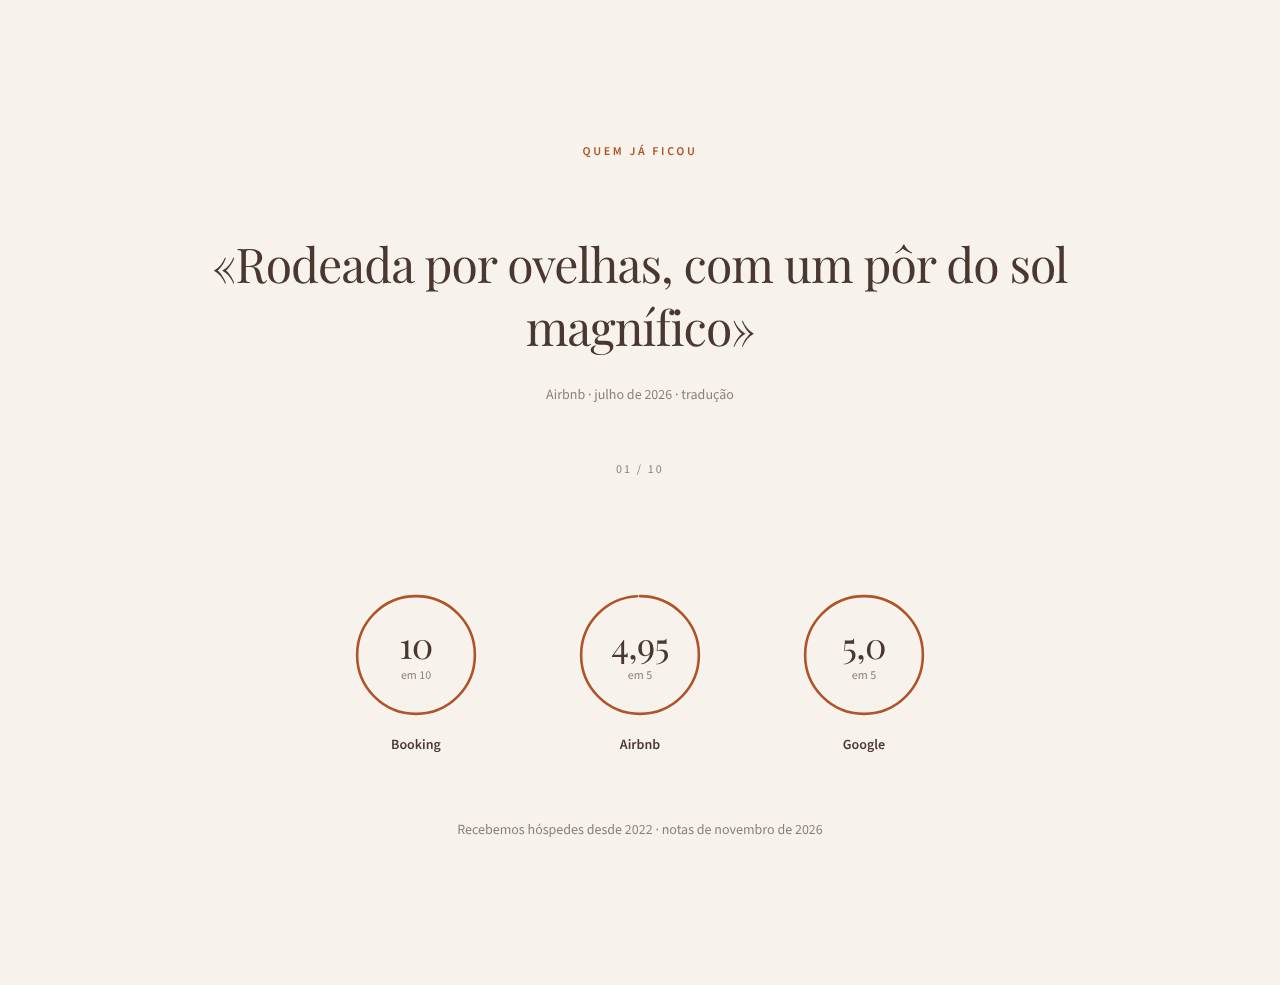 QUEM JÁ FICOU
«Rodeada por ovelhas, com um pôr do sol
magnífico»
Airbnb · julho de 2026 · tradução
01 / 10
10
em 10
Booking
4,95
em 5
Airbnb
5,0
em 5
Google
Recebemos hóspedes desde 2022 · notas de novembro de 2026